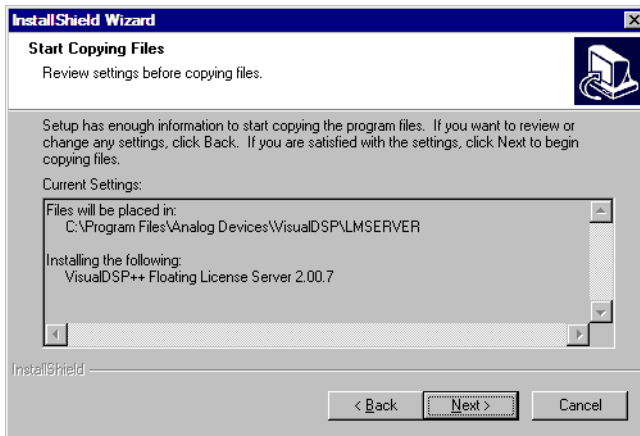 InstallShield Wizard
Start Copying Files
Review settings before copying files.
Setup has enough information to start copying the program files. If you want to review or
change any settings, click Back. If you are satisfied with the settings, click Next to begin
copying files.
Current Settings:
Files will be placed in:
C:\Program Files\Analog Devices\VisualDSP\LMSERVER
Installing the following:
VisualDSP++ Floating License Server 2.00.7
InstallShield
< Back
Next >
Cancel